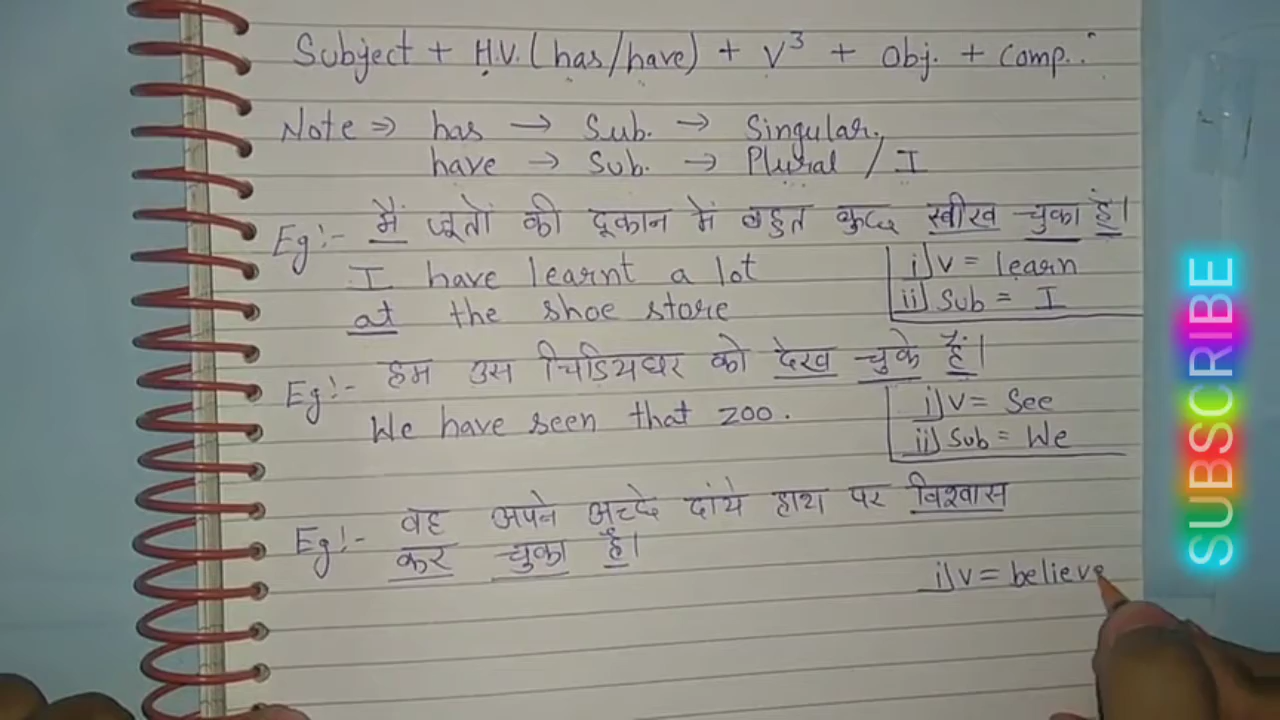 Subject + H.V. (has/have) + V³ + Obj. + Comp..
Note ⇒ has → Sub. → Singular.
have → Sub. → Plural / I
Eg:- मैं जूतों की दूकान में बहुत कुछ सीख चुका हूँ।
I have learnt a lot
at the shoe store
i) V = learn
ii) Sub = I
Eg:- हम उस चिडियघर को देख चुके हैं।
We have seen that zoo.
i) V = See
ii) Sub = We
Eg:- वह अपने अच्छे दांये हाथ पर विश्वास
कर चुका है।
i) V = believe
SUBSCRIBE